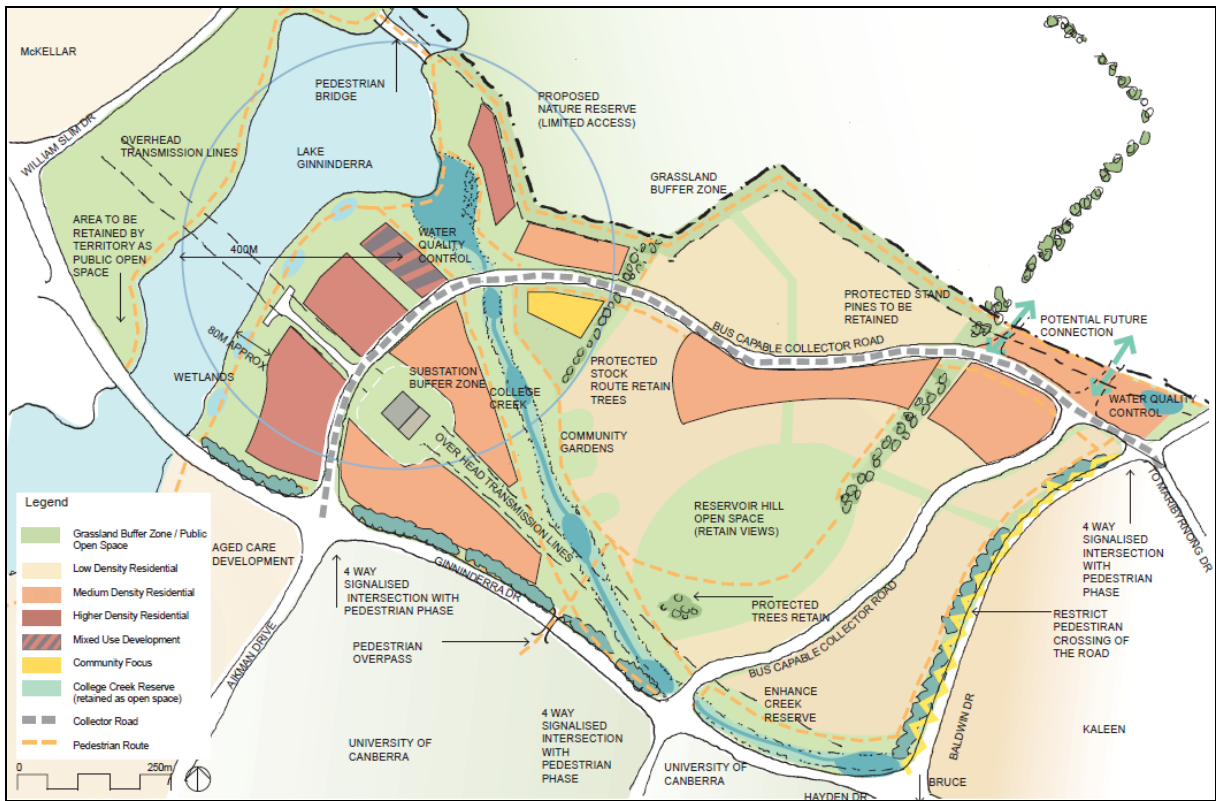 McKELLAR
WILLIAM SLIM DR
OVERHEAD
TRANSMISSION LINES
PEDESTRIAN
BRIDGE
LAKE
GINNINDERRA
PROPOSED
NATURE RESERVE
(LIMITED ACCESS)
GRASSLAND
BUFFER ZONE
AREA TO BE
RETAINED BY
TERRITORY AS
PUBLIC OPEN
SPACE
400M
WATER
QUALITY
CONTROL
80M APPROX
WETLANDS
SUBSTATION
BUFFER ZONE
COLLEGE
CREEK
OVER HEAD TRANSMISSION LINES
PROTECTED
STOCK
ROUTE RETAIN
TREES
COMMUNITY
GARDENS
BUS CAPABLE COLLECTOR ROAD
PROTECTED STAND
PINES TO BE
RETAINED
POTENTIAL FUTURE
CONNECTION
WATER QUALITY
CONTROL
TO MARIBYRNONG DR
RESERVOIR HILL
OPEN SPACE
(RETAIN VIEWS)
PROTECTED
TREES RETAIN
BUS CAPABLE COLLECTOR ROAD
4 WAY
SIGNALISED
INTERSECTION
WITH
PEDESTRIAN
PHASE
RESTRICT
PEDESTIRAN
CROSSING OF
THE ROAD
BALDWIN DR
KALEEN
ENHANCE
CREEK
RESERVE
AGED CARE
DEVELOPMENT
AIKMAN DRIVE
4 WAY
SIGNALISED
INTERSECTION WITH
PEDESTRIAN PHASE
GINNINDERRA DR
PEDESTRIAN
OVERPASS
4 WAY
SIGNALISED
INTERSECTION
WITH
PEDESTRIAN
PHASE
UNIVERSITY OF
CANBERRA
UNIVERSITY OF
CANBERRA
HAYDEN DR
BRUCE
Legend
Grassland Buffer Zone / Public
Open Space
Low Density Residential
Medium Density Residential
Higher Density Residential
Mixed Use Development
Community Focus
College Creek Reserve
(retained as open space)
Collector Road
Pedestrian Route
0
250m